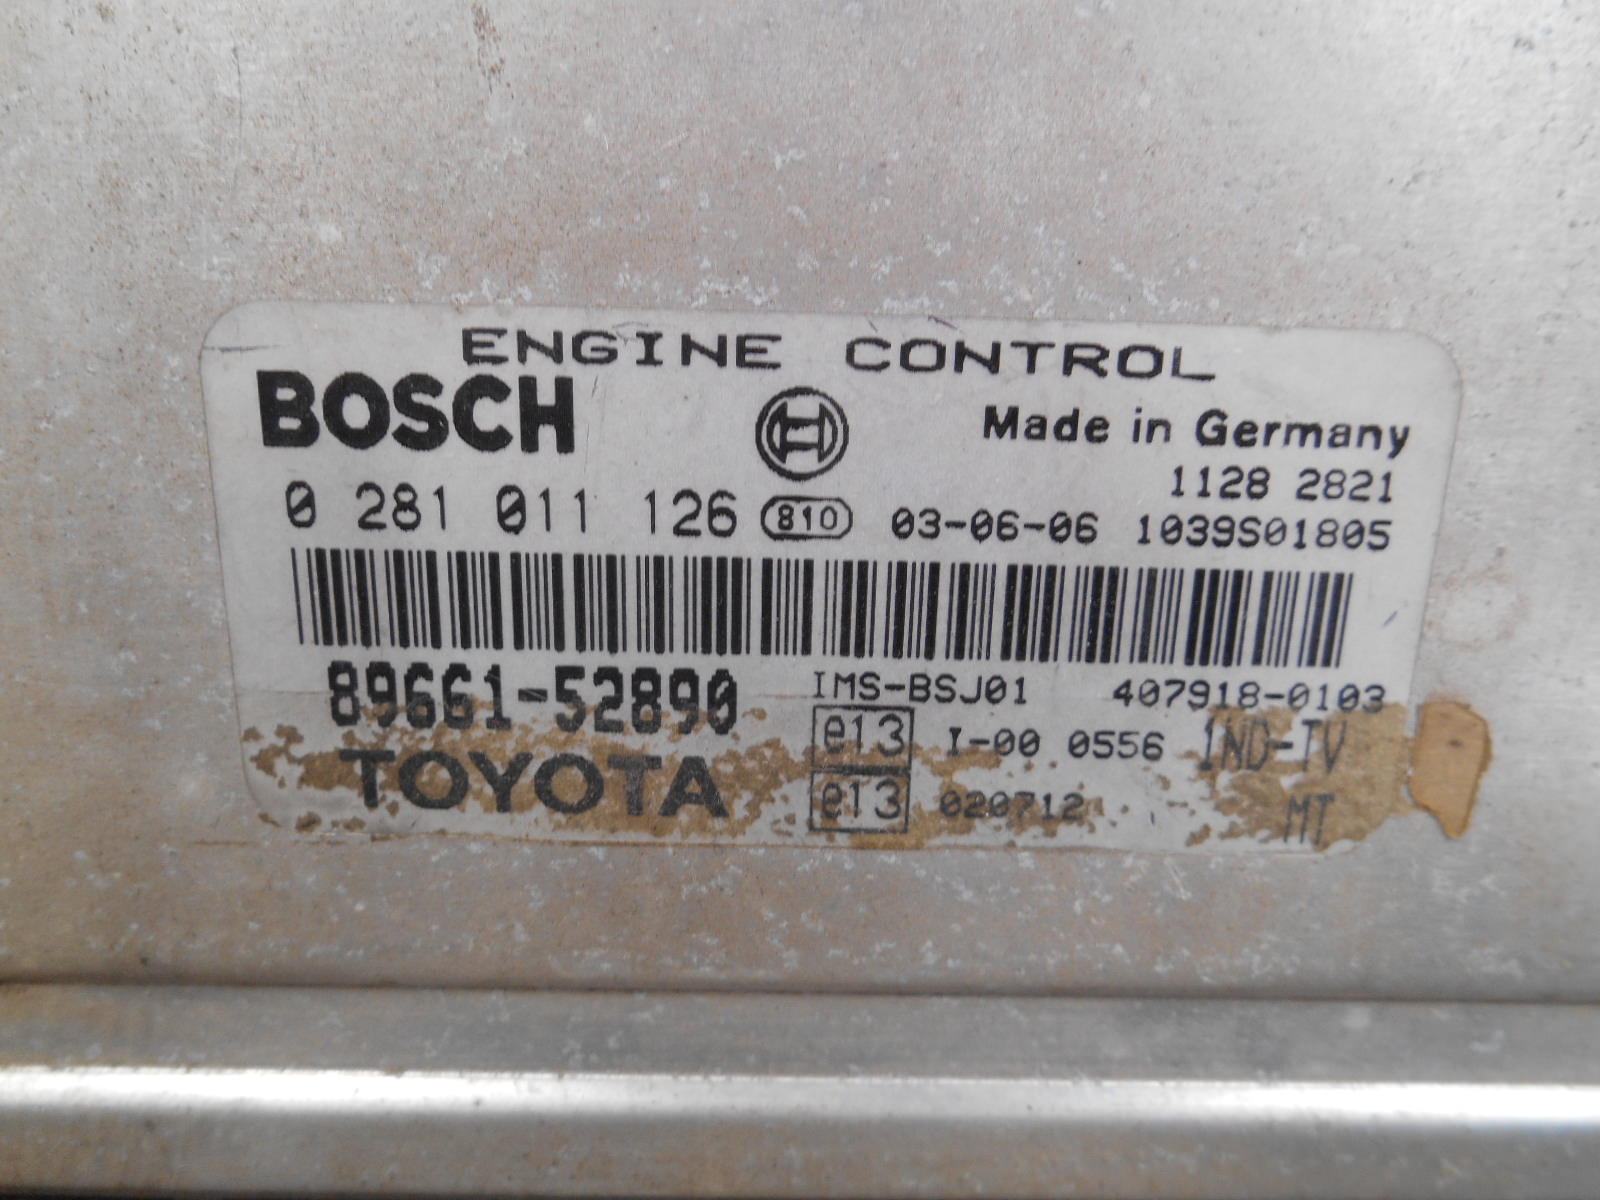 ENGINE CONTROL
BOSCH
Made in Germany
1128 2821
0 281 011 126 810 03-06-06 1039S01805
89661-52890 IMS-BSJ01 407918-0103
e13 I-00 0556 1ND-TV
TOYOTA e13 020712 MT